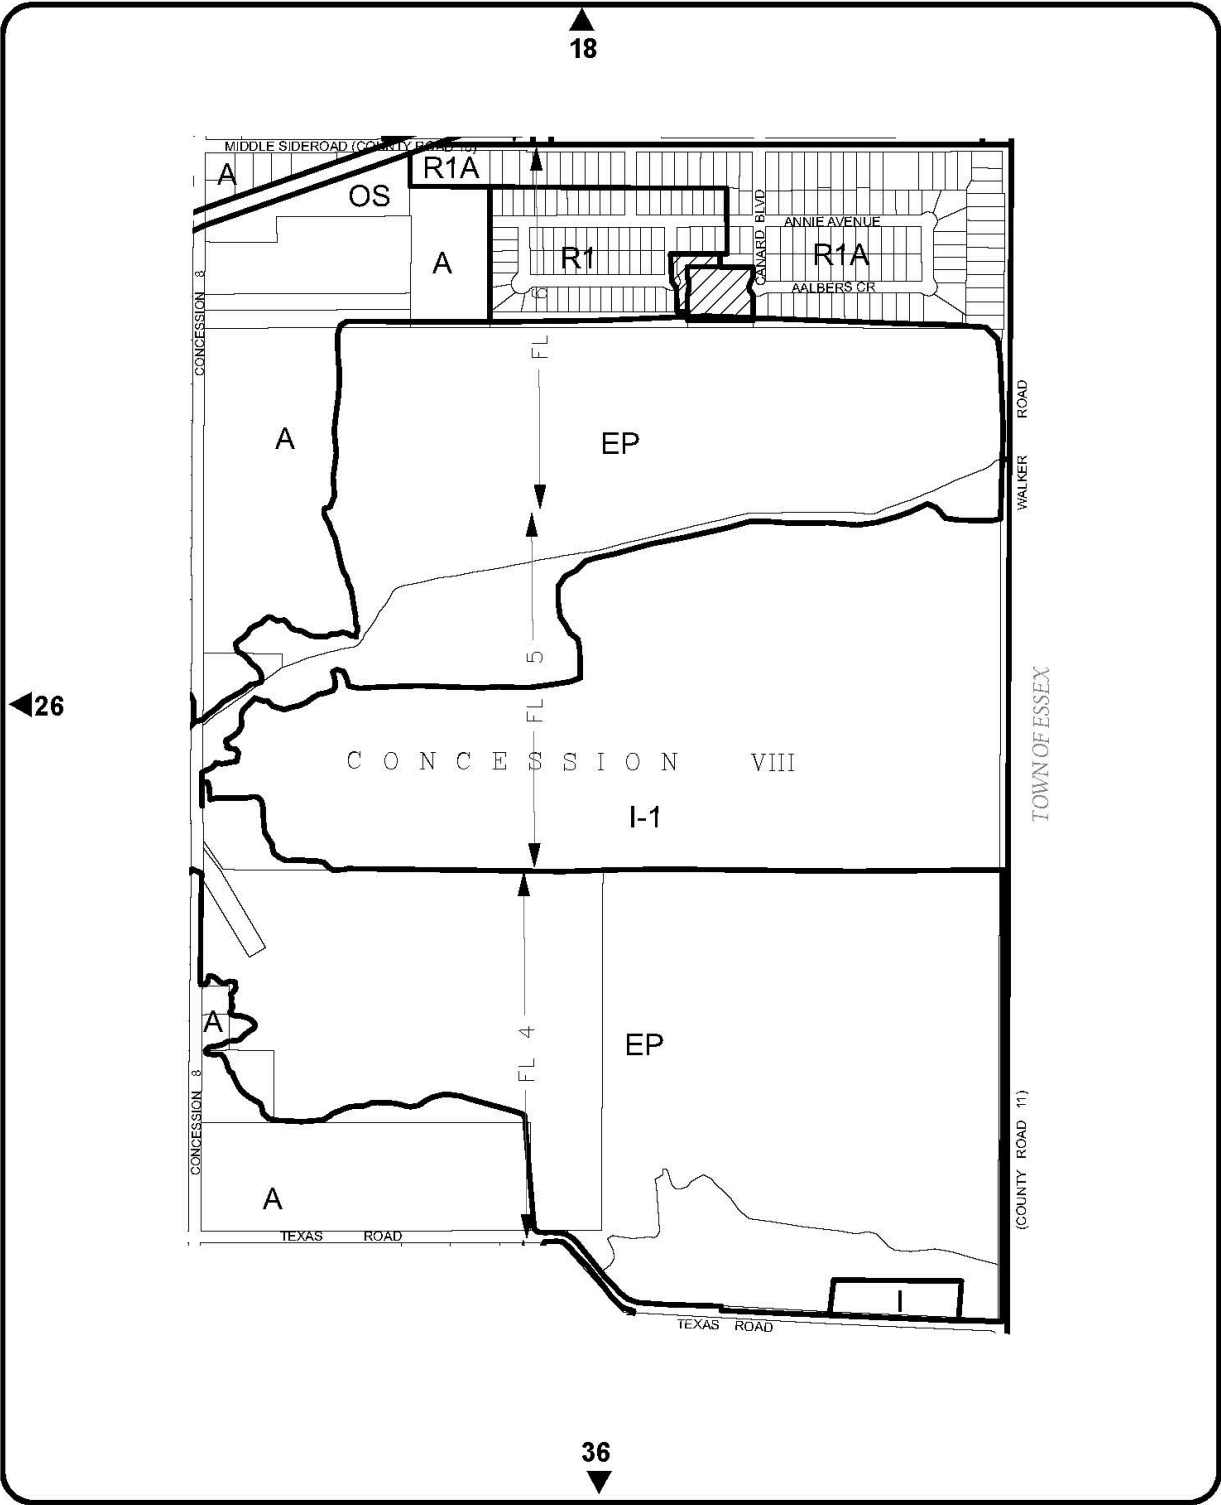 18
MIDDLE SIDEROAD (COUNTY ROAD 10)
A
R1A
OS
CANARD BLVD
ANNIE AVENUE
A
R1
R1A
AALBERS CR
CONCESSION 8
FL 6
A
EP
WALKER ROAD
FL 5
26
TOWN OF ESSEX
CONCESSION VIII
I-1
A
EP
FL 4
CONCESSION 8
(COUNTY ROAD 11)
A
TEXAS ROAD
I
TEXAS ROAD
36